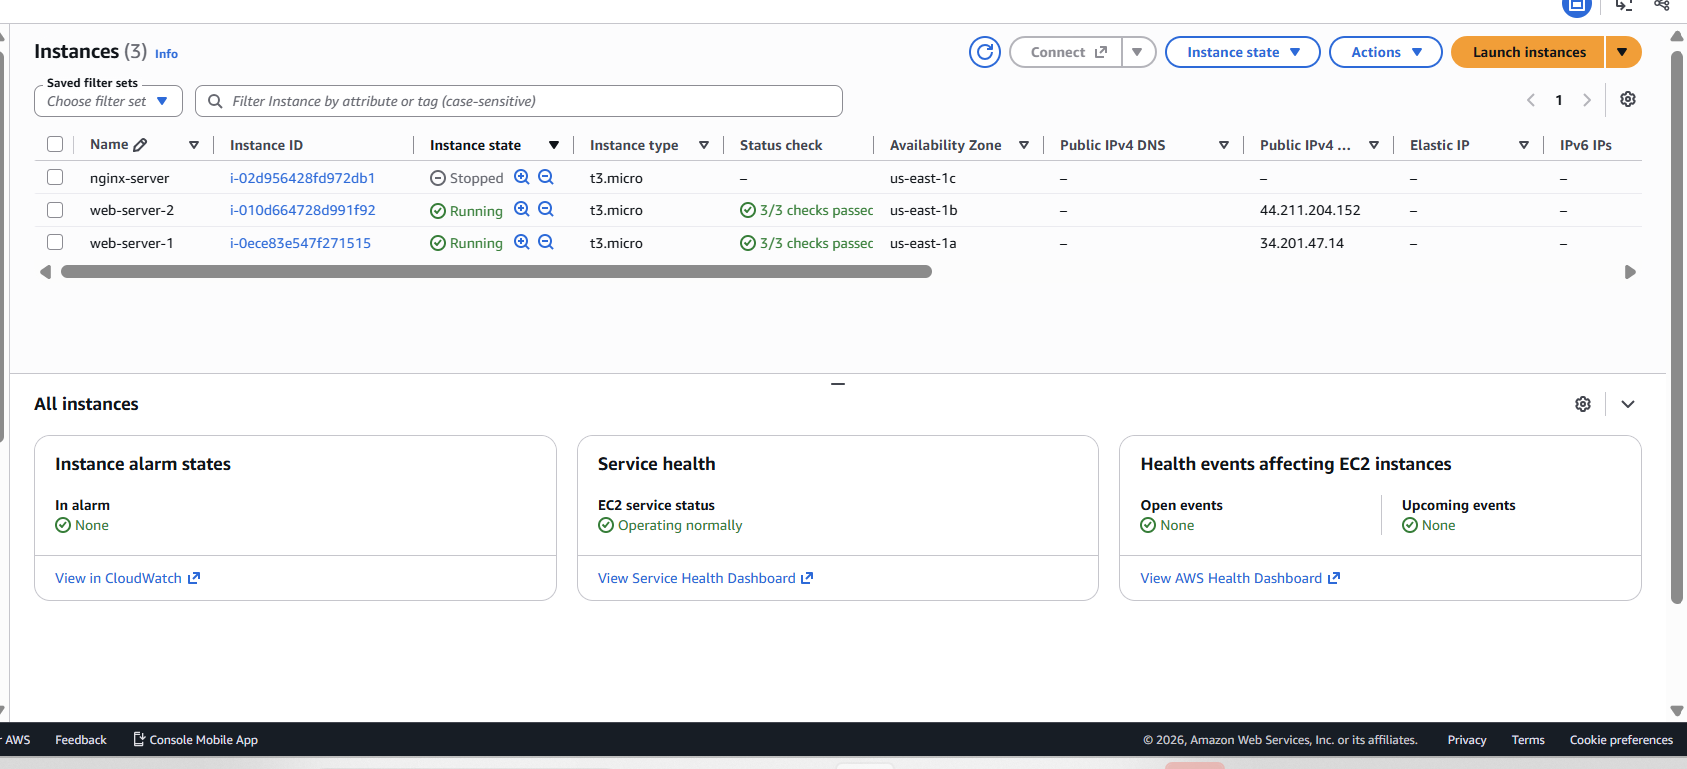 Instances (3) Info
Connect
Instance state
Actions
Launch instances
Saved filter sets
Choose filter set
Filter Instance by attribute or tag (case-sensitive)
1
Name Instance ID Instance state Instance type Status check Availability Zone Public IPv4 DNS Public IPv4 ... Elastic IP IPv6 IPs
nginx-server i-02d956428fd972db1 Stopped t3.micro – us-east-1c – – – –
web-server-2 i-010d664728d991f92 Running t3.micro 3/3 checks passed us-east-1b – 44.211.204.152 – –
web-server-1 i-0ece83e547f271515 Running t3.micro 3/3 checks passed us-east-1a – 34.201.47.14 – –
All instances
Instance alarm states
In alarm
None
View in CloudWatch
Service health
EC2 service status
Operating normally
View Service Health Dashboard
Health events affecting EC2 instances
Open events
None
Upcoming events
None
View AWS Health Dashboard
AWS Feedback Console Mobile App © 2026, Amazon Web Services, Inc. or its affiliates. Privacy Terms Cookie preferences